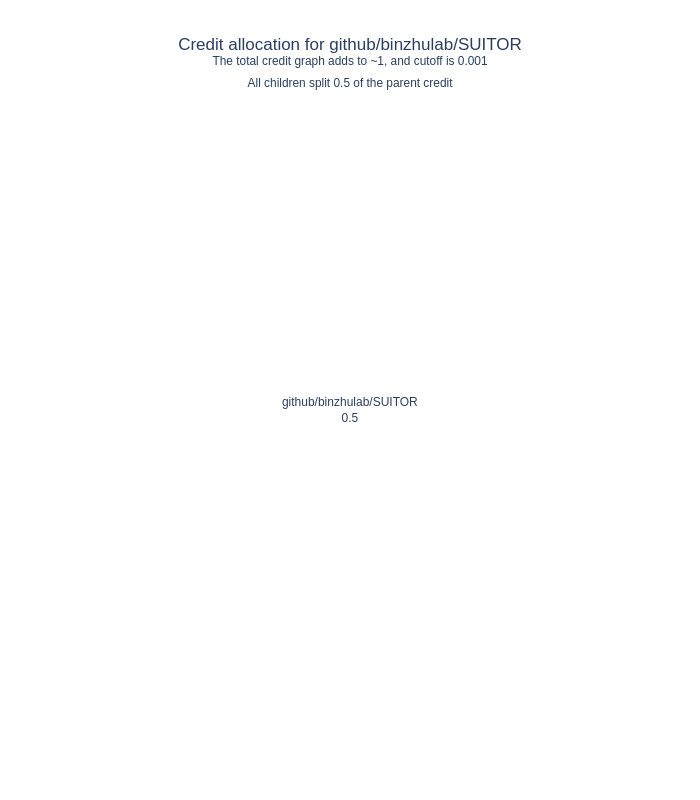 Credit allocation for github/binzhulab/SUITOR
The total credit graph adds to ~1, and cutoff is 0.001
All children split 0.5 of the parent credit
github/binzhulab/SUITOR
0.5